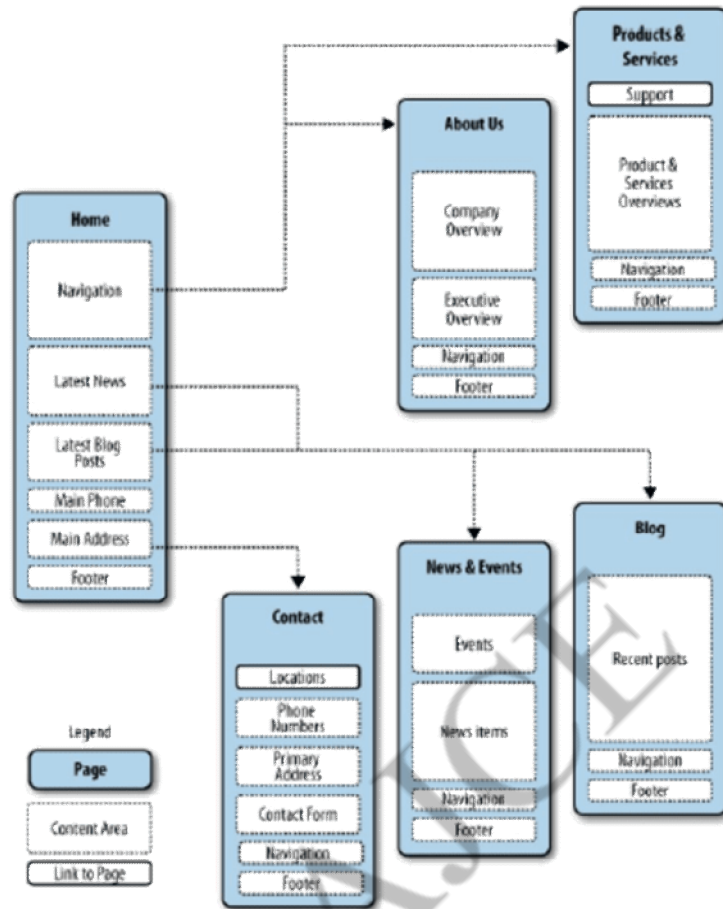 Products &
Services
Support
Product &
Services
Overviews
Navigation
Footer
About Us
Company
Overview
Executive
Overview
Navigation
Footer
Home
Navigation
Latest News
Latest Blog
Posts
Main Phone
Main Address
Footer
Contact
Locations
Phone
Numbers
Primary
Address
Contact Form
Navigation
Footer
News & Events
Events
News items
Navigation
Footer
Blog
Recent posts
Navigation
Footer
Legend
Page
Content Area
Link to Page
AJCE